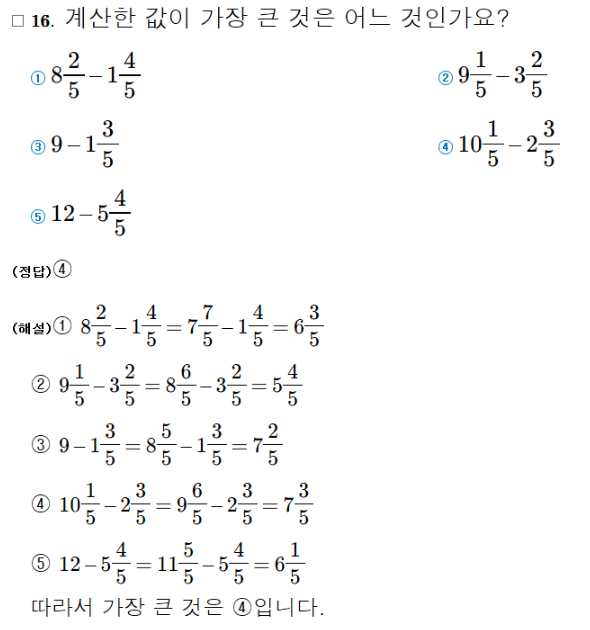 □ 16. 계산한 값이 가장 큰 것은 어느 것인가요?
① 8 2/5 − 1 4/5 ② 9 1/5 − 3 2/5
③ 9 − 1 3/5 ④ 10 1/5 − 2 3/5
⑤ 12 − 5 4/5
(정답)④
(해설)① 8 2/5 − 1 4/5 = 7 7/5 − 1 4/5 = 6 3/5
② 9 1/5 − 3 2/5 = 8 6/5 − 3 2/5 = 5 4/5
③ 9 − 1 3/5 = 8 5/5 − 1 3/5 = 7 2/5
④ 10 1/5 − 2 3/5 = 9 6/5 − 2 3/5 = 7 3/5
⑤ 12 − 5 4/5 = 11 5/5 − 5 4/5 = 6 1/5
따라서 가장 큰 것은 ④입니다.